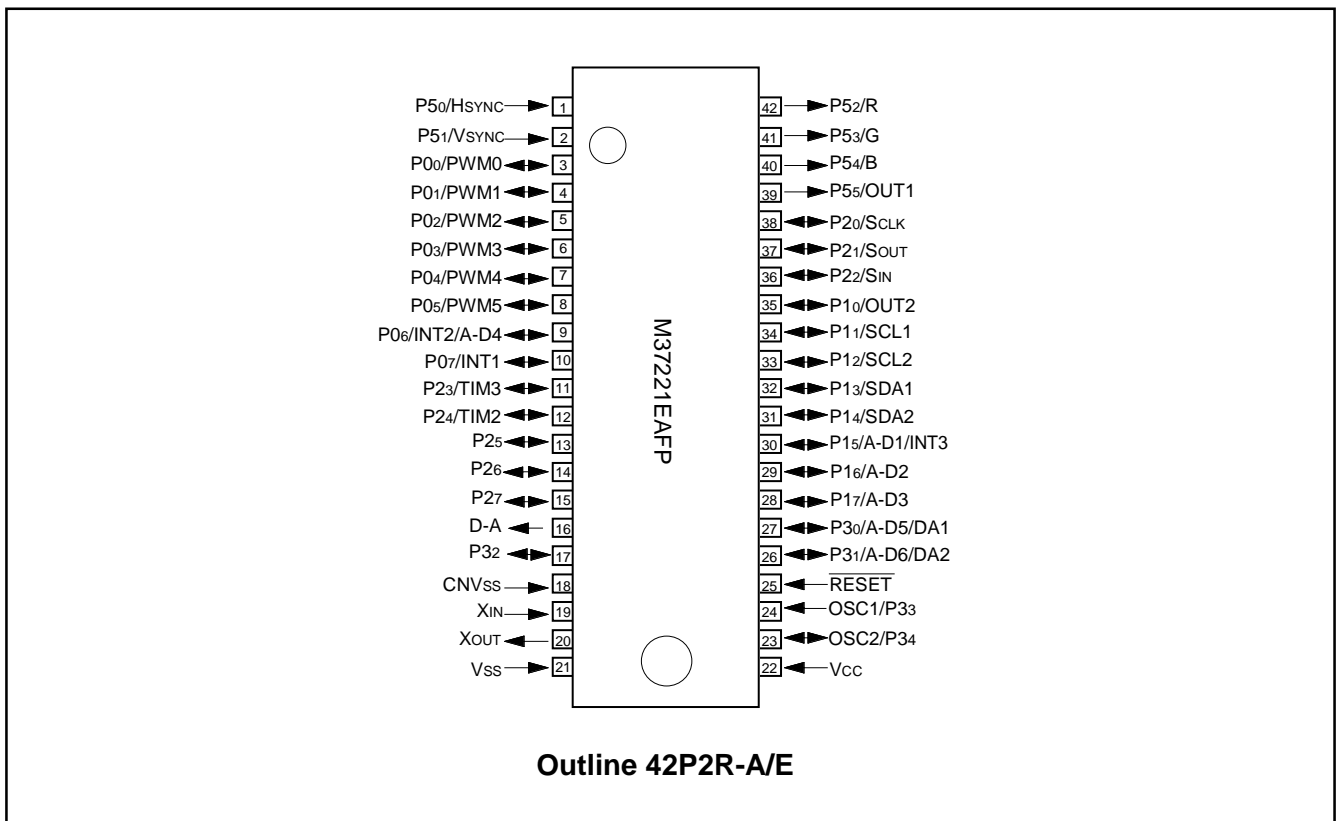 P50/HSYNC 1 42 P52/R
P51/VSYNC 2 41 P53/G
P00/PWM0 3 40 P54/B
P01/PWM1 4 39 P55/OUT1
P02/PWM2 5 38 P20/SCLK
P03/PWM3 6 37 P21/SOUT
P04/PWM4 7 36 P22/SIN
P05/PWM5 8 35 P10/OUT2
P06/INT2/A-D4 9 34 P11/SCL1
P07/INT1 10 33 P12/SCL2
P23/TIM3 11 32 P13/SDA1
P24/TIM2 12 31 P14/SDA2
P25 13 30 P15/A-D1/INT3
P26 14 29 P16/A-D2
P27 15 28 P17/A-D3
D-A 16 27 P30/A-D5/DA1
P32 17 26 P31/A-D6/DA2
CNVSS 18 25 RESET
XIN 19 24 OSC1/P33
XOUT 20 23 OSC2/P34
VSS 21 22 VCC
M37221EAFP
Outline 42P2R-A/E